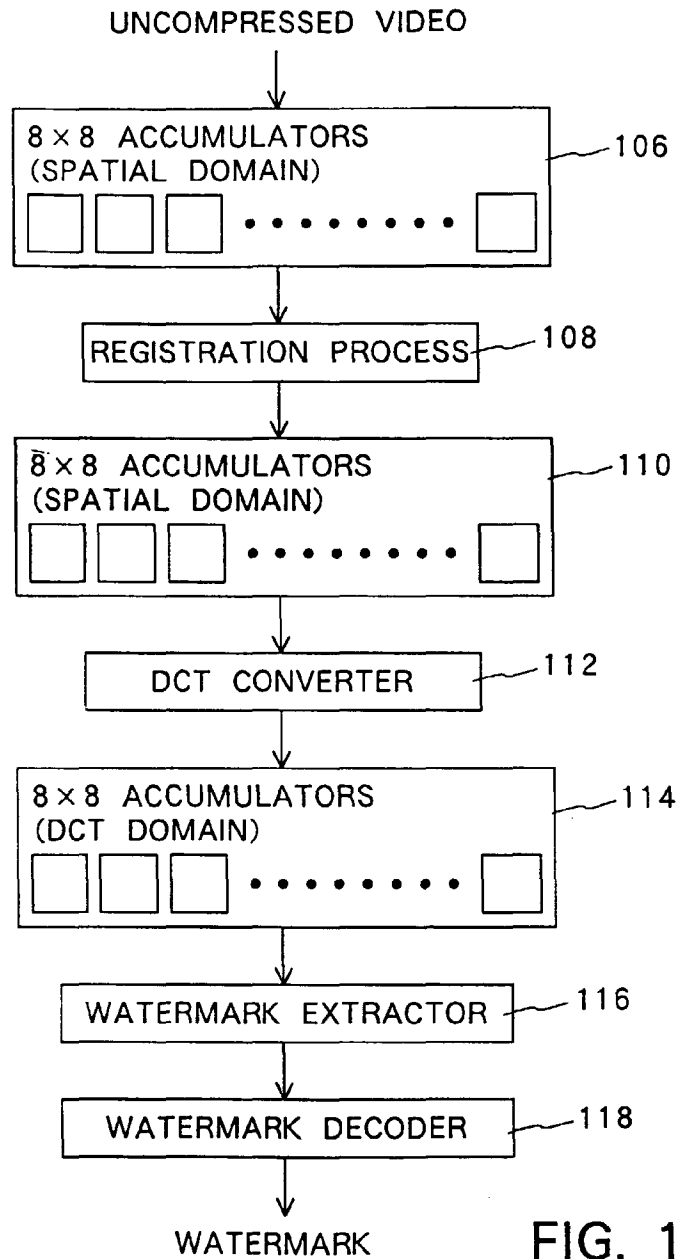 UNCOMPRESSED VIDEO
8×8 ACCUMULATORS
(SPATIAL DOMAIN)
106
REGISTRATION PROCESS
108
8×8 ACCUMULATORS
(SPATIAL DOMAIN)
110
DCT CONVERTER
112
8×8 ACCUMULATORS
(DCT DOMAIN)
114
WATERMARK EXTRACTOR
116
WATERMARK DECODER
118
WATERMARK
FIG. 1